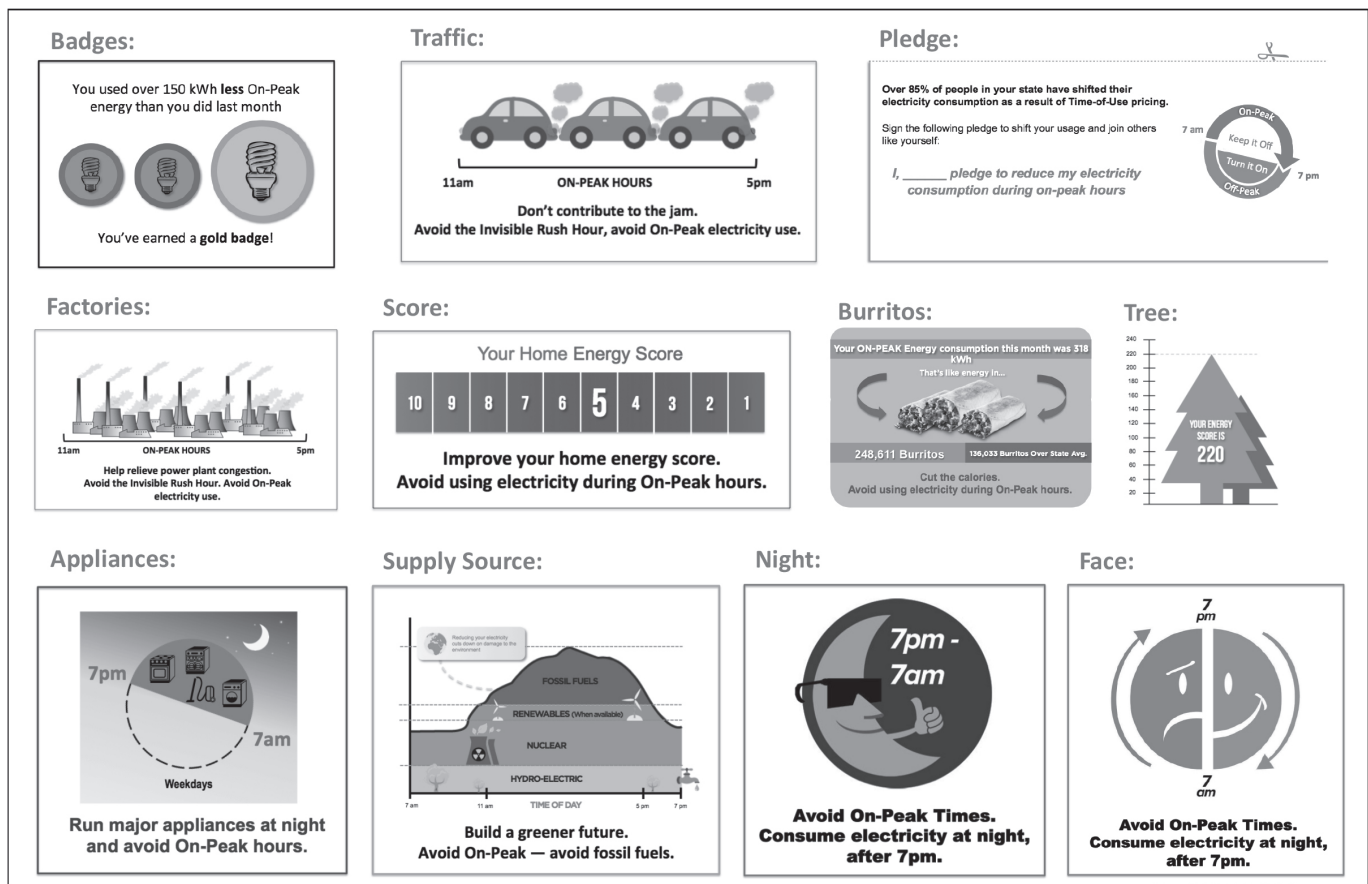 Badges:
You used over 150 kWh less On-Peak
energy than you did last month
You've earned a gold badge!
Traffic:
11am ON-PEAK HOURS 5pm
Don't contribute to the jam.
Avoid the Invisible Rush Hour, avoid On-Peak electricity use.
Pledge:
Over 85% of people in your state have shifted their
electricity consumption as a result of Time-of-Use pricing.
Sign the following pledge to shift your usage and join others
like yourself:
I, ______ pledge to reduce my electricity
consumption during on-peak hours
On-Peak
7 am
Keep it Off
Turn it On
7 pm
Off-Peak
Factories:
11am ON-PEAK HOURS 5pm
Help relieve power plant congestion.
Avoid the Invisible Rush Hour. Avoid On-Peak
electricity use.
Score:
Your Home Energy Score
10 9 8 7 6 5 4 3 2 1
Improve your home energy score.
Avoid using electricity during On-Peak hours.
Burritos:
Your ON-PEAK Energy consumption this month was 318
kWh
That's like energy in...
248,611 Burritos 136,033 Burritos Over State Avg.
Cut the calories.
Avoid using electricity during On-Peak hours.
Tree:
240
220
200
180
160
140
120
100
80
60
40
20
YOUR ENERGY
SCORE IS
220
Appliances:
7pm
7am
Weekdays
Run major appliances at night
and avoid On-Peak hours.
Supply Source:
Reducing your electricity
cuts down on damage to the
environment
FOSSIL FUELS
RENEWABLES (When available)
NUCLEAR
HYDRO-ELECTRIC
7 am 11 am TIME OF DAY 5 pm 7 pm
Build a greener future.
Avoid On-Peak — avoid fossil fuels.
Night:
7pm -
7am
Avoid On-Peak Times.
Consume electricity at night,
after 7pm.
Face:
7
pm
7
am
Avoid On-Peak Times.
Consume electricity at night,
after 7pm.